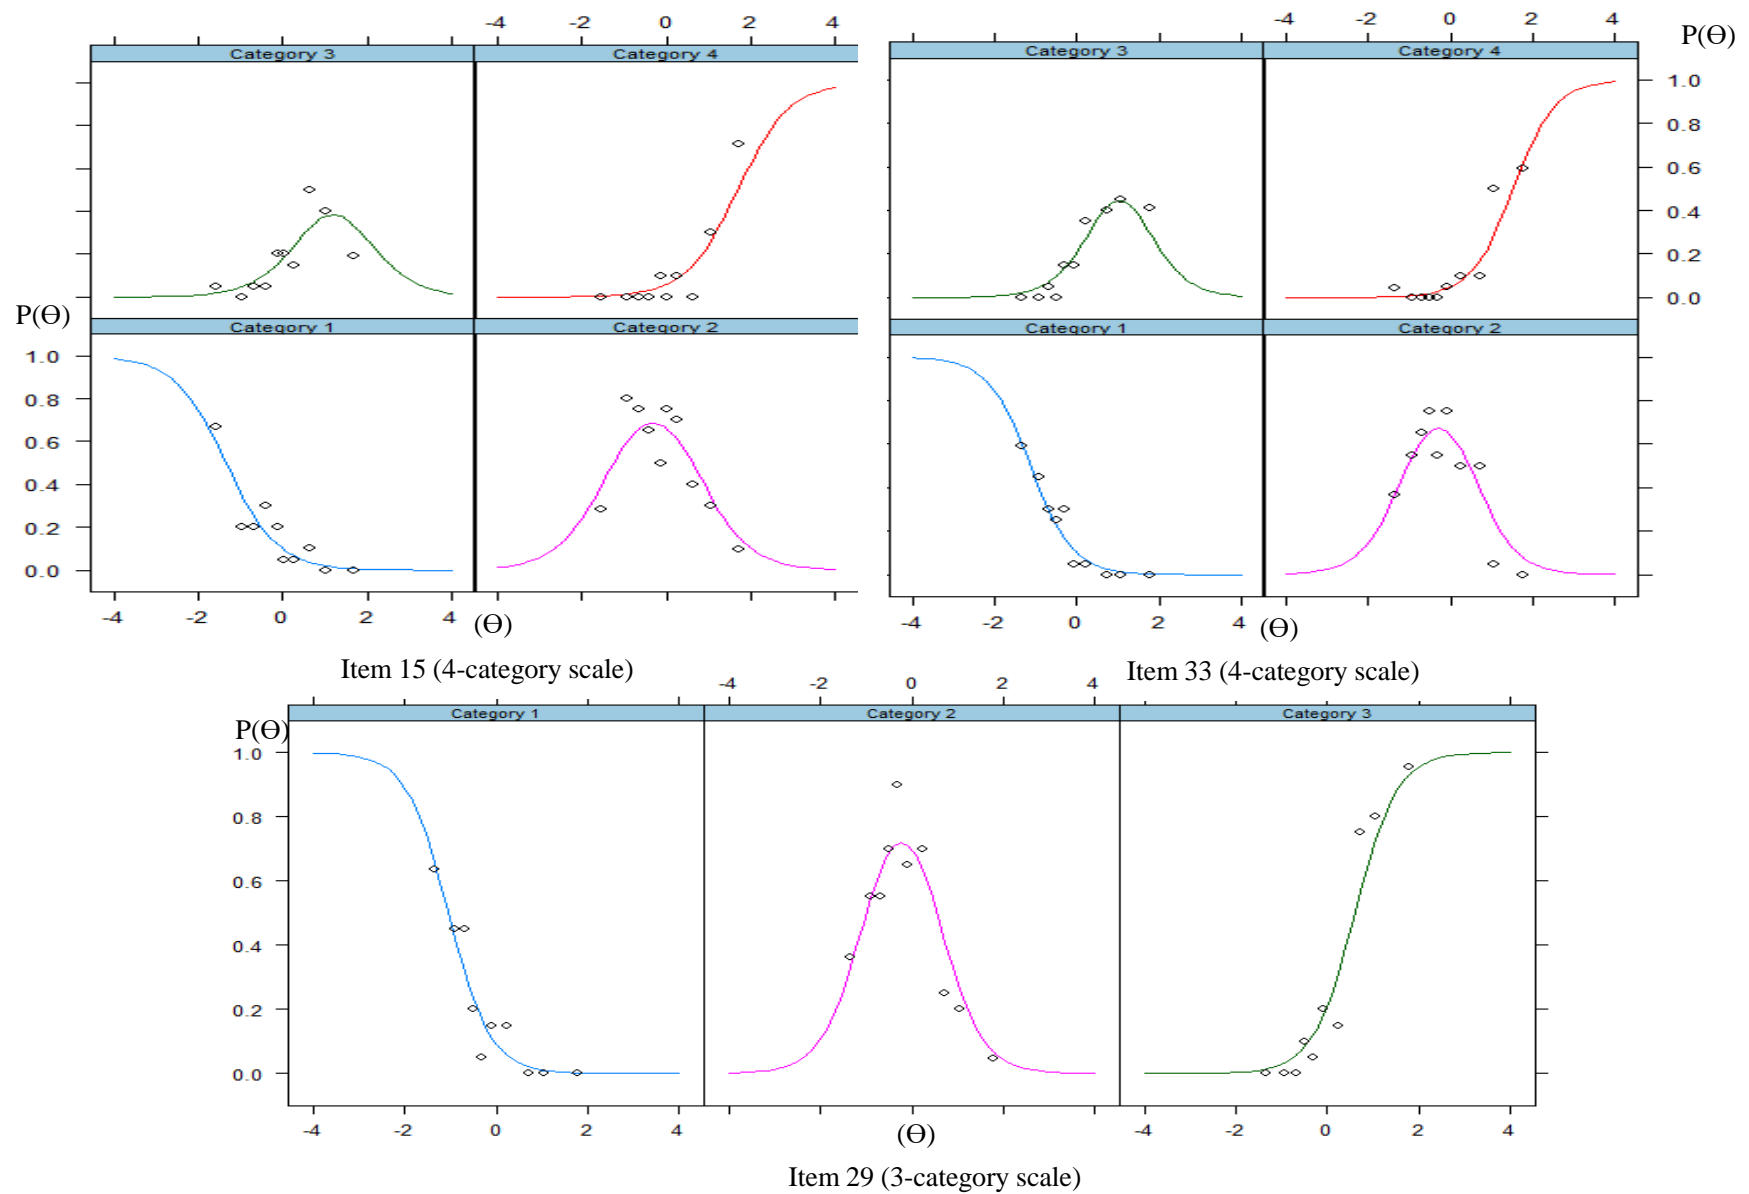 -4 -2 0 2 4
-4 -2 0 2 4
P(Ө)
Category 3 Category 4
Category 3 Category 4
1.0
0.8
0.6
0.4
0.2
0.0
P(Ө)
Category 1 Category 2
Category 1 Category 2
1.0
0.8
0.6
0.4
0.2
0.0
-4 -2 0 2 4
(Ө)
-4 -2 0 2 4
(Ө)
Item 15 (4-category scale)
Item 33 (4-category scale)
-4 -2 0 2 4
P(Ө)
Category 1 Category 2 Category 3
1.0
0.8
0.6
0.4
0.2
0.0
-4 -2 0 2 4
(Ө)
-4 -2 0 2 4
Item 29 (3-category scale)